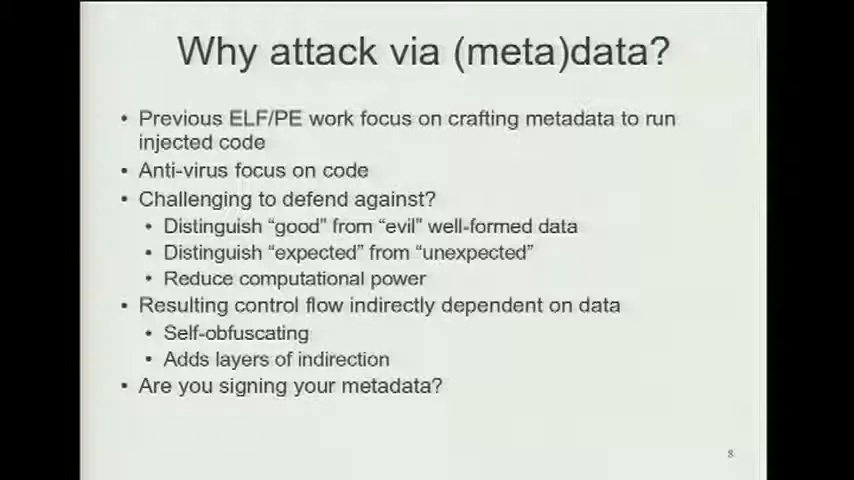 Why attack via (meta)data?
• Previous ELF/PE work focus on crafting metadata to run
injected code
• Anti-virus focus on code
• Challenging to defend against?
• Distinguish “good” from “evil” well-formed data
• Distinguish “expected” from “unexpected”
• Reduce computational power
• Resulting control flow indirectly dependent on data
• Self-obfuscating
• Adds layers of indirection
• Are you signing your metadata?
8